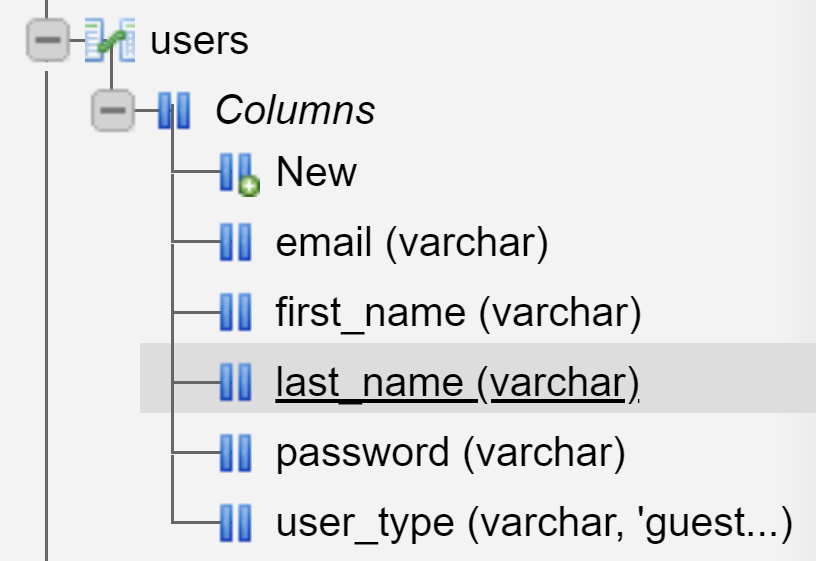 users
Columns
New
email (varchar)
first_name (varchar)
last_name (varchar)
password (varchar)
user_type (varchar, 'guest...)